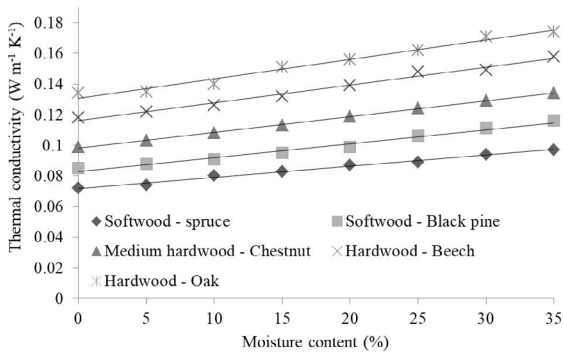 Thermal conductivity (W m⁻¹ K⁻¹)
0.18
0.16
0.14
0.12
0.1
0.08
0.06
0.04
0.02
0
Softwood - spruce
Softwood - Black pine
Medium hardwood - Chestnut
Hardwood - Beech
Hardwood - Oak
0 5 10 15 20 25 30 35
Moisture content (%)